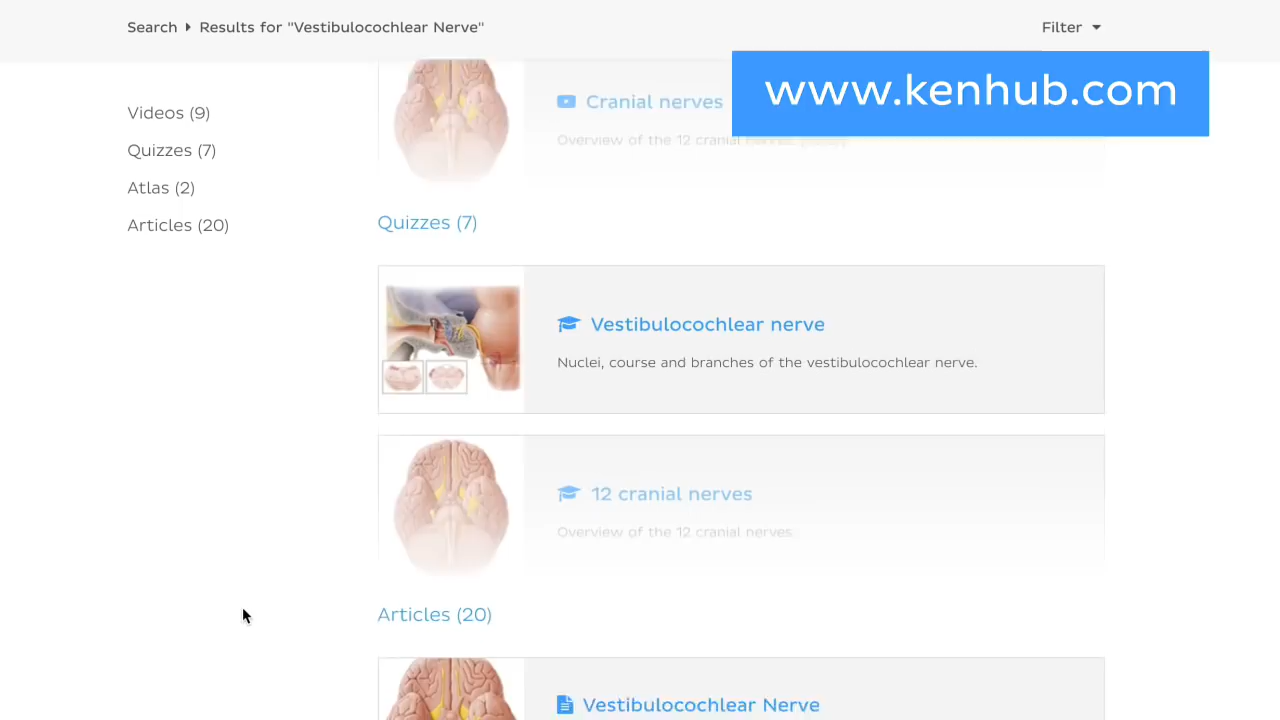 Search Results for "Vestibulocochlear Nerve"
Filter
www.kenhub.com
Videos (9)
Quizzes (7)
Atlas (2)
Articles (20)
Cranial nerves
Overview of the 12 cranial nerves.
Quizzes (7)
Vestibulocochlear nerve
Nuclei, course and branches of the vestibulocochlear nerve.
12 cranial nerves
Overview of the 12 cranial nerves.
Articles (20)
Vestibulocochlear Nerve